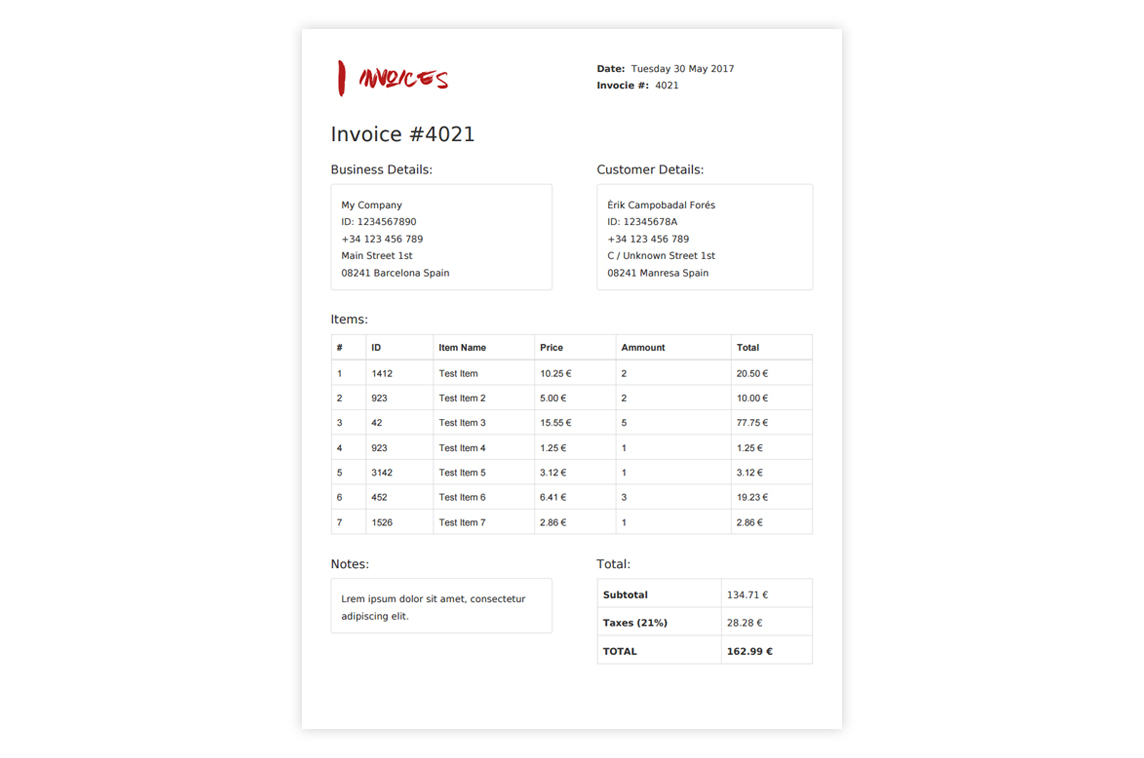 INVOICES
Date: Tuesday 30 May 2017
Invocie #: 4021
Invoice #4021
Business Details:
My Company
ID: 1234567890
+34 123 456 789
Main Street 1st
08241 Barcelona Spain
Customer Details:
Èrik Campobadal Forés
ID: 12345678A
+34 123 456 789
C / Unknown Street 1st
08241 Manresa Spain
Items:
# ID Item Name Price Ammount Total
1 1412 Test Item 10.25 € 2 20.50 €
2 923 Test Item 2 5.00 € 2 10.00 €
3 42 Test Item 3 15.55 € 5 77.75 €
4 923 Test Item 4 1.25 € 1 1.25 €
5 3142 Test Item 5 3.12 € 1 3.12 €
6 452 Test Item 6 6.41 € 3 19.23 €
7 1526 Test Item 7 2.86 € 1 2.86 €
Notes:
Lrem ipsum dolor sit amet, consectetur
adipiscing elit.
Total:
Subtotal 134.71 €
Taxes (21%) 28.28 €
TOTAL 162.99 €